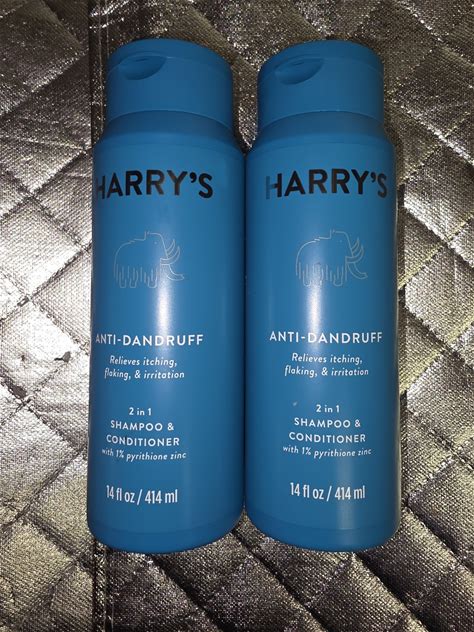 HARRY'S
ANTI-DANDRUFF
Relieves itching,
flaking, & irritation
2 in 1
SHAMPOO &
CONDITIONER
with 1% pyrithione zinc
14 fl oz / 414 ml
HARRY'S
ANTI-DANDRUFF
Relieves itching,
flaking, & irritation
2 in 1
SHAMPOO &
CONDITIONER
with 1% pyrithione zinc
14 fl oz / 414 ml